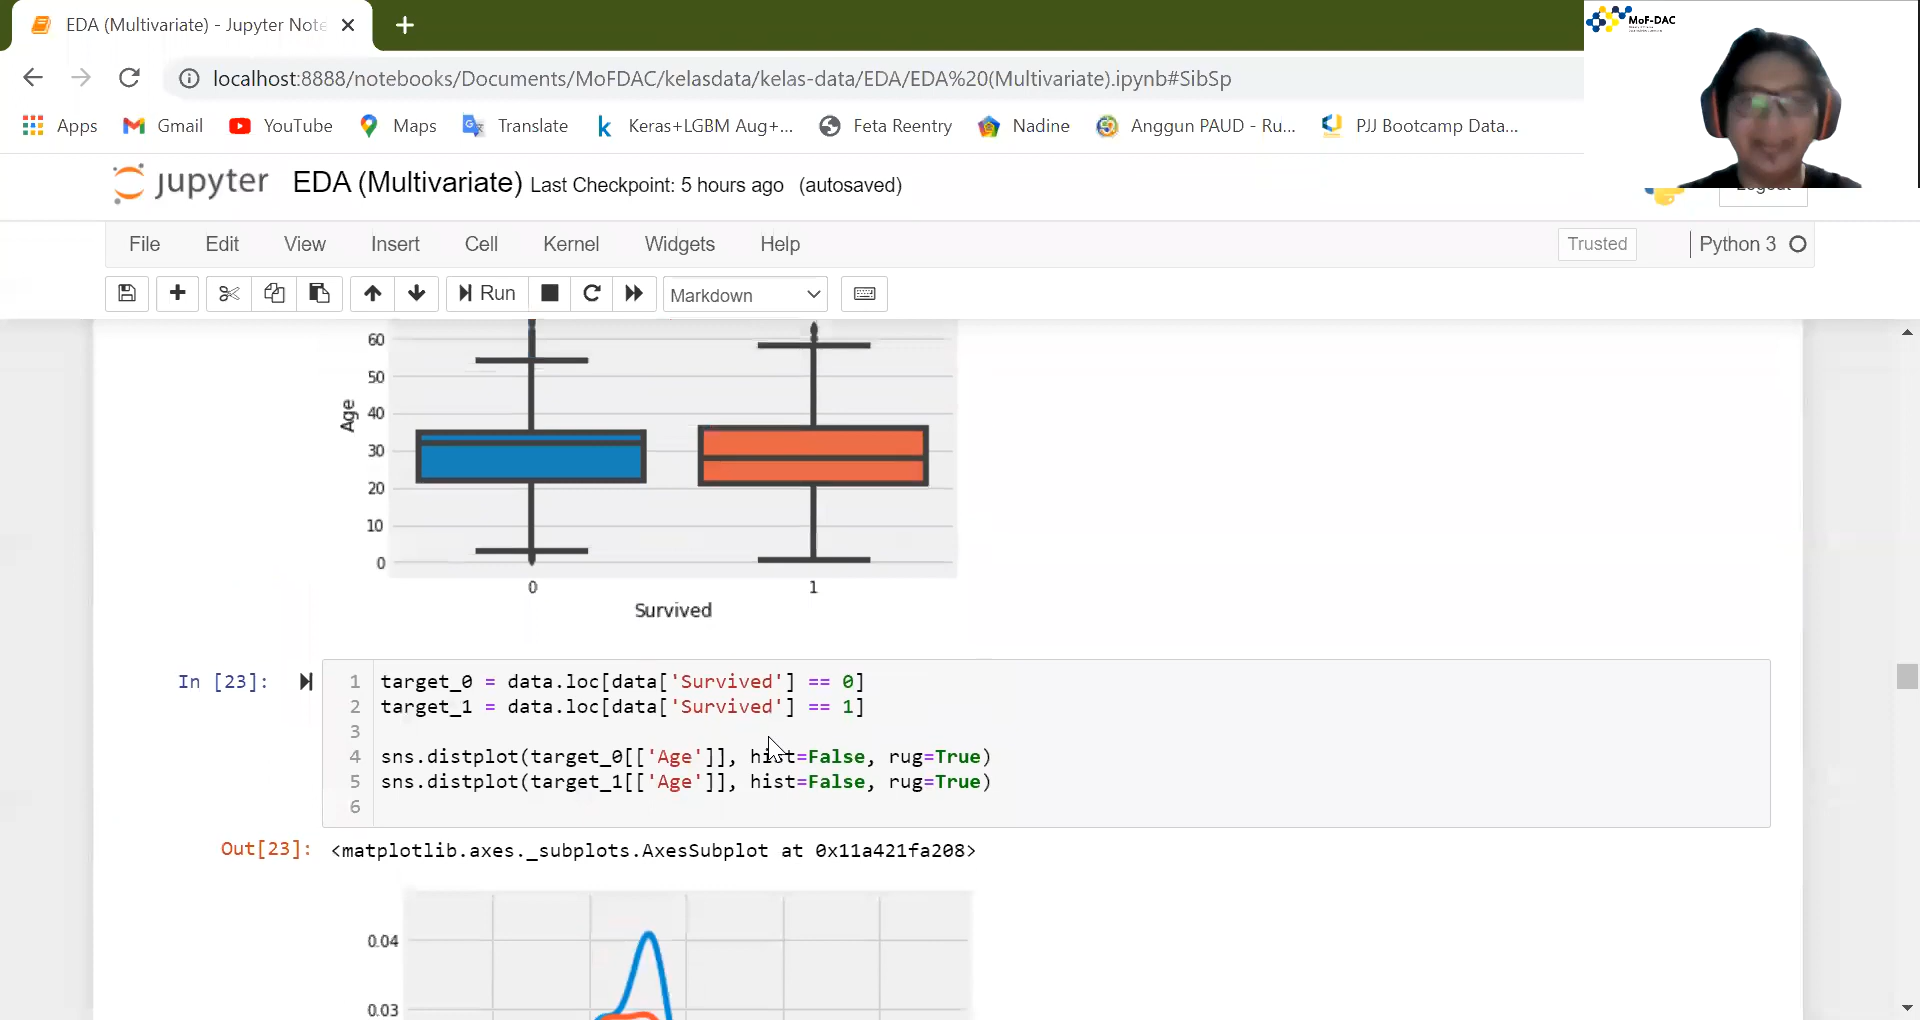 EDA (Multivariate) - Jupyter Note
MoF-DAC
localhost:8888/notebooks/Documents/MoFDAC/kelasdata/kelas-data/EDA/EDA%20(Multivariate).ipynb#SibSp
Apps Gmail YouTube Maps Translate Keras+LGBM Aug+... Feta Reentry Nadine Anggun PAUD - Ru... PJJ Bootcamp Data...
jupyter EDA (Multivariate) Last Checkpoint: 5 hours ago (autosaved)
Logout
File Edit View Insert Cell Kernel Widgets Help Trusted Python 3
Run Markdown
60
50
40
30
20
10
0
Age
0 1
Survived
In [23]:
1 target_0 = data.loc[data['Survived'] == 0]
2 target_1 = data.loc[data['Survived'] == 1]
3
4 sns.distplot(target_0[['Age']], hist=False, rug=True)
5 sns.distplot(target_1[['Age']], hist=False, rug=True)
6
Out[23]: <matplotlib.axes._subplots.AxesSubplot at 0x11a421fa208>
0.04
0.03